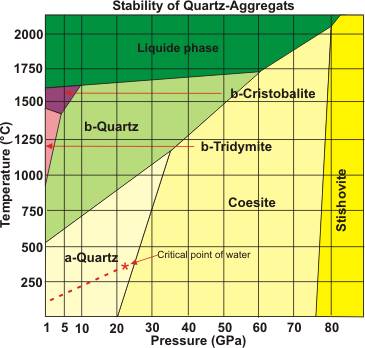 Stability of Quartz-Aggregats
2000
Liquide phase
1750
b-Cristobalite
1500
b-Quartz
1250
b-Tridymite
1000
Temperature (°C)
Stishovite
750
Coesite
500
a-Quartz
Critical point of water
*
250
1 5 10 20 30 40 50 60 70 80
Pressure (GPa)